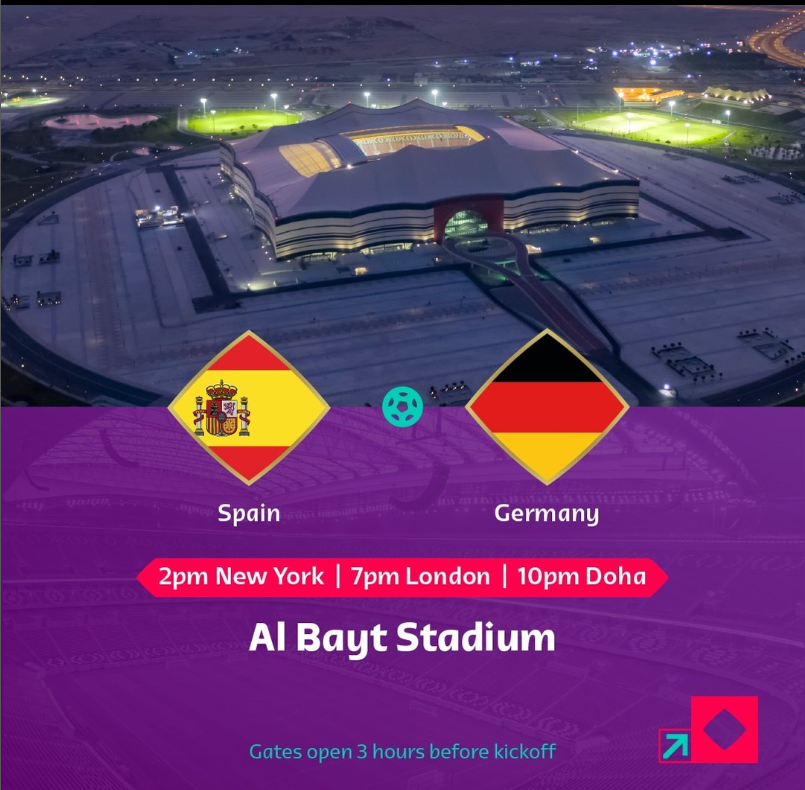 Spain
Germany
2pm New York | 7pm London | 10pm Doha
Al Bayt Stadium
Gates open 3 hours before kickoff